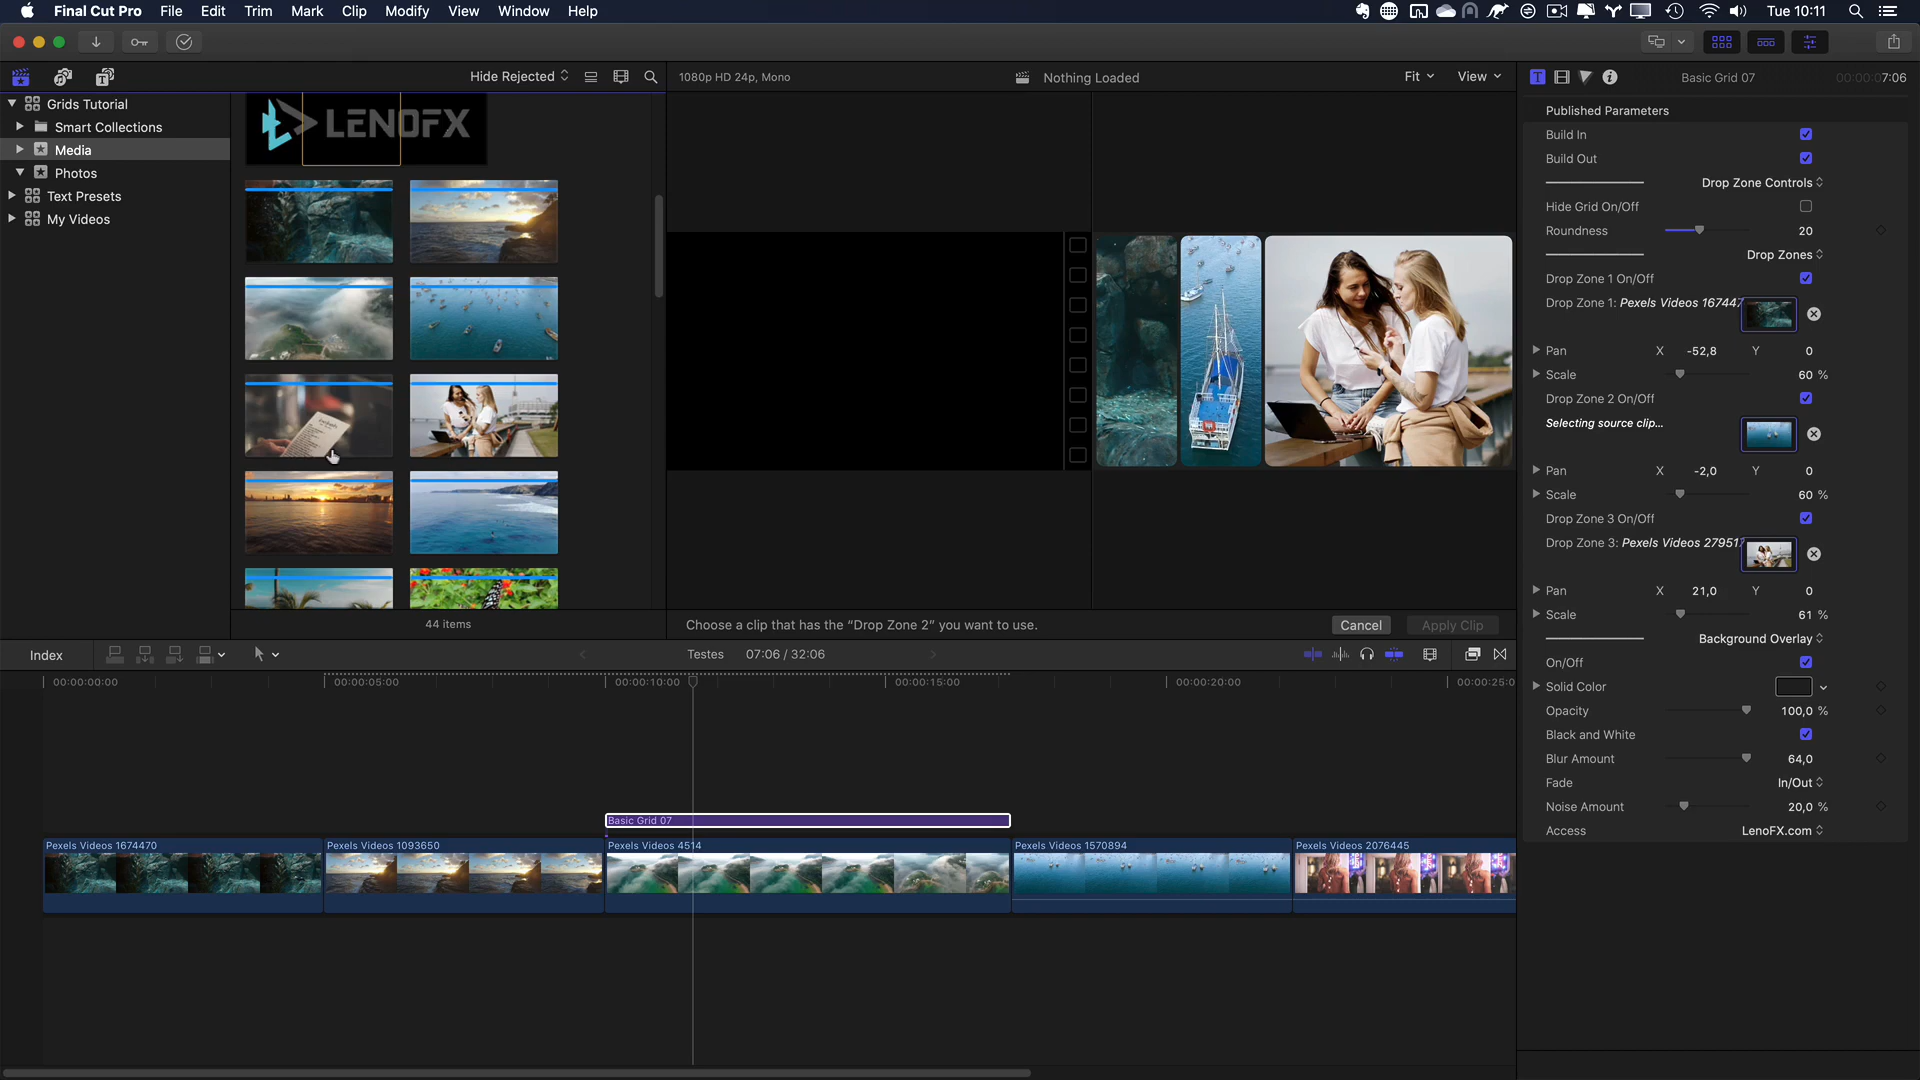 Final Cut Pro File Edit Trim Mark Clip Modify View Window Help Tue 10:11
Hide Rejected
1080p HD 24p, Mono
Nothing Loaded
Fit View
Basic Grid 07
00:00:07:06
Grids Tutorial
Smart Collections
Media
Photos
Text Presets
My Videos
LENOFX
44 items
Choose a clip that has the “Drop Zone 2” you want to use.
Cancel Apply Clip
Published Parameters
Build In
Build Out
Drop Zone Controls
Hide Grid On/Off
Roundness 20
Drop Zones
Drop Zone 1 On/Off
Drop Zone 1: Pexels Videos 167447
Pan X -52,8 Y 0
Scale 60 %
Drop Zone 2 On/Off
Selecting source clip...
Pan X -2,0 Y 0
Scale 60 %
Drop Zone 3 On/Off
Drop Zone 3: Pexels Videos 27951
Pan X 21,0 Y 0
Scale 61 %
Background Overlay
On/Off
Solid Color
Opacity 100,0 %
Black and White
Blur Amount 64,0
Fade In/Out
Noise Amount 20,0 %
Access LenoFX.com
Index
Testes 07:06 / 32:06
00:00:00:00 00:00:05:00 00:00:10:00 00:00:15:00 00:00:20:00 00:00:25:0
Basic Grid 07
Pexels Videos 1674470 Pexels Videos 1093650 Pexels Videos 4514 Pexels Videos 1570894 Pexels Videos 2076445